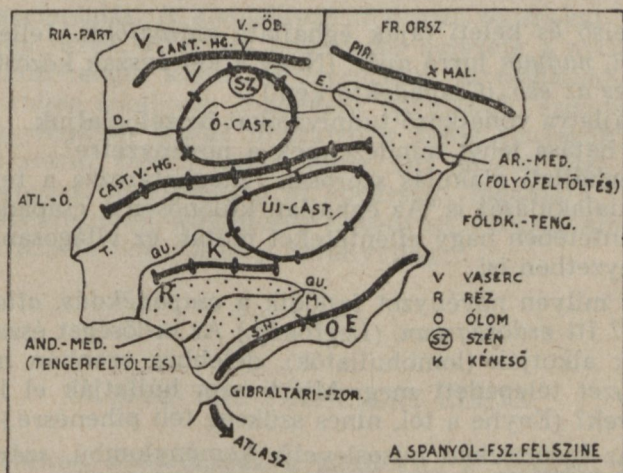 RIA-PART
V.-ÖB.
FR. ORSZ.
V
CANT.-HG.
V
PIR.
× MAL.
SZ
E.
Ó-CAST.
D.
AR.-MED.
(FOLYÓFELTÖLTÉS)
CAST. V.-HG.
ATL.-Ó.
ÚJ-CAST.
FÖLDK.-TENG.
T.
GU.
K
R
GU.
M.
S.N.
O E
V VASÉRC
R RÉZ
O ÓLOM
SZ SZÉN
K KÉNESŐ
AND.-MED.
(TENGERFELTÖLTÉS)
GIBRALTÁRI-SZOR.
ATLASZ
A SPANYOL-FSZ. FELSZINE